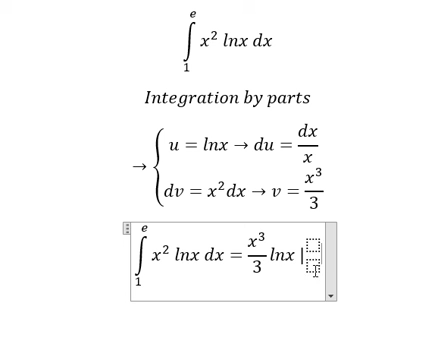 ∫₁ᵉ x² lnx dx
Integration by parts
→ { u = lnx → du = dx/x
dv = x²dx → v = x³/3
∫₁ᵉ x² lnx dx = x³/3 lnx |